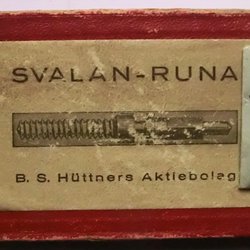 SVALAN-RUNA
B. S. Hüttners Aktiebolag